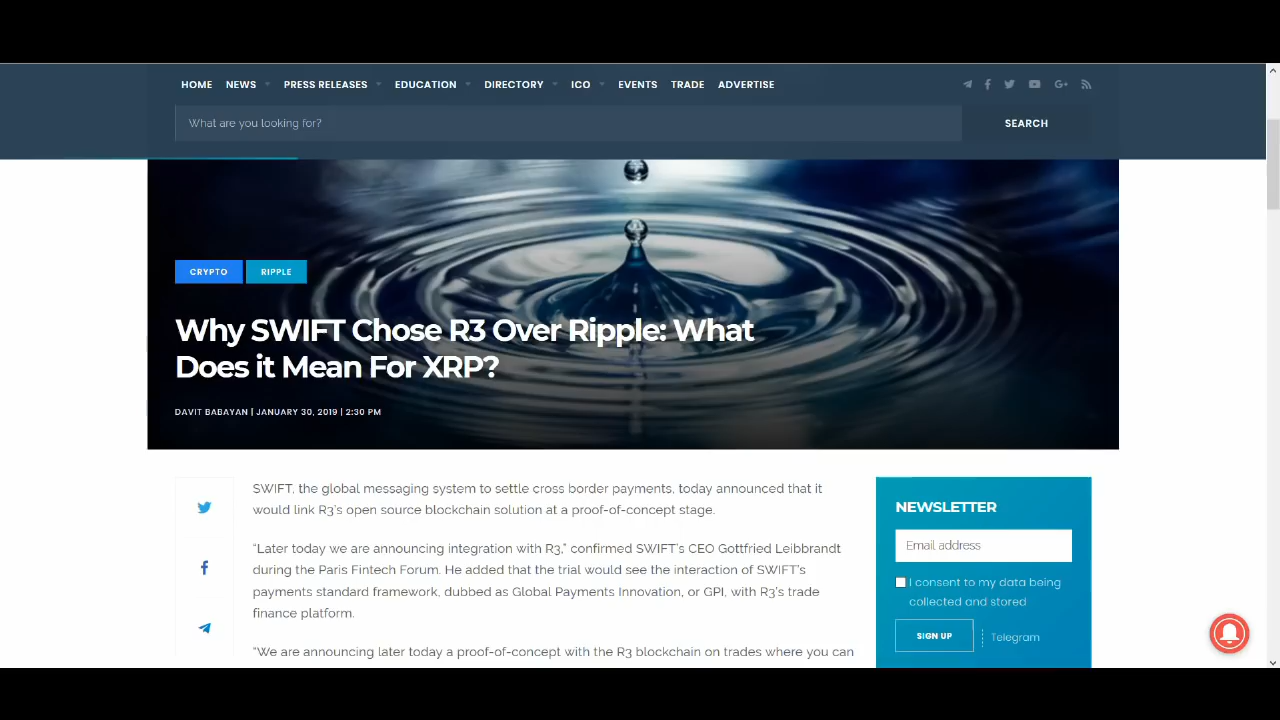 HOME NEWS PRESS RELEASES EDUCATION DIRECTORY ICO EVENTS TRADE ADVERTISE
What are you looking for? SEARCH
CRYPTO RIPPLE
Why SWIFT Chose R3 Over Ripple: What
Does it Mean For XRP?
DAVIT BABAYAN | JANUARY 30, 2019 | 2:30 PM
SWIFT, the global messaging system to settle cross border payments, today announced that it
would link R3's open source blockchain solution at a proof-of-concept stage.
“Later today we are announcing integration with R3,” confirmed SWIFT's CEO Gottfried Leibbrandt
during the Paris Fintech Forum. He added that the trial would see the interaction of SWIFT's
payments standard framework, dubbed as Global Payments Innovation, or GPI, with R3's trade
finance platform.
“We are announcing later today a proof-of-concept with the R3 blockchain on trades where you can
NEWSLETTER
Email address
I consent to my data being
collected and stored
SIGN UP Telegram